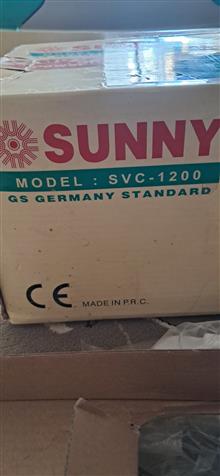 SUNNY
MODEL : SVC-1200
GS GERMANY STANDARD
CE MADE IN P.R.C.